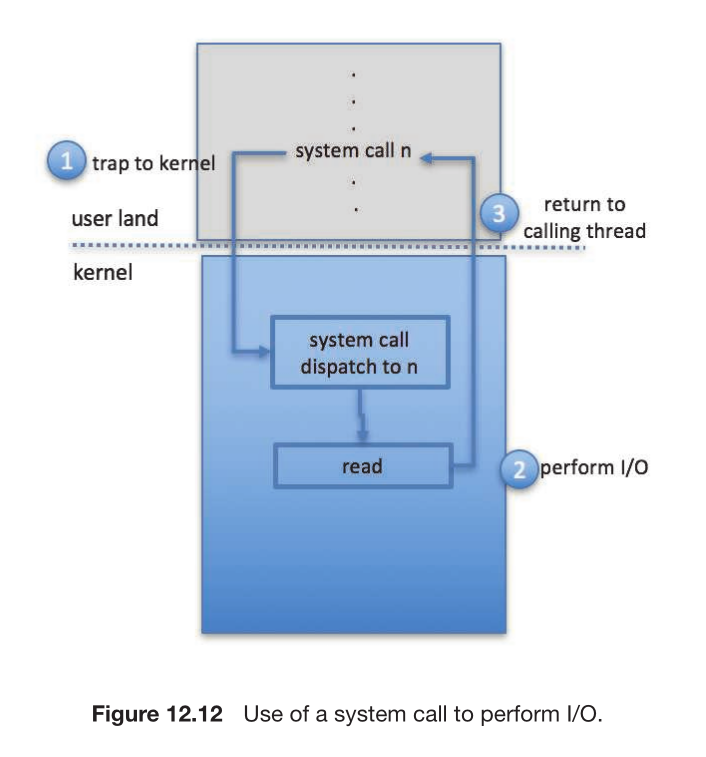 system call n
1
trap to kernel
user land
3
return to
calling thread
kernel
system call
dispatch to n
read
2
perform I/O
Figure 12.12 Use of a system call to perform I/O.